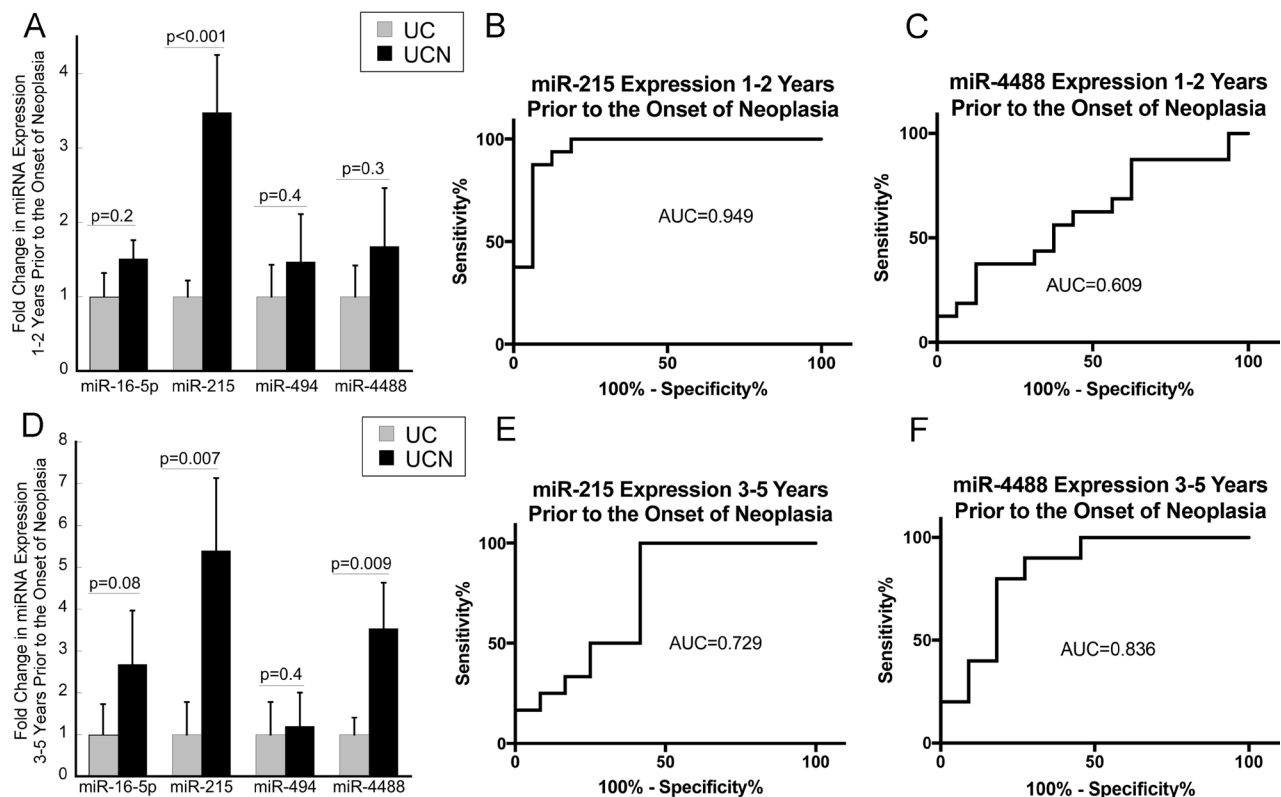 A
Fold Change in miRNA Expression
1-2 Years Prior to the Onset of Neoplasia
4
3
2
1
0
p=0.2
p<0.001
p=0.4
p=0.3
UC
UCN
miR-16-5p miR-215 miR-494 miR-4488
B
miR-215 Expression 1-2 Years
Prior to the Onset of Neoplasia
Sensitivity%
100
50
0
AUC=0.949
0 50 100
100% - Specificity%
C
miR-4488 Expression 1-2 Years
Prior to the Onset of Neoplasia
Sensitivity%
100
50
0
AUC=0.609
0 50 100
100% - Specificity%
D
Fold Change in miRNA Expression
3-5 Years Prior to the Onset of Neoplasia
8
7
6
5
4
3
2
1
0
p=0.08
p=0.007
p=0.4
p=0.009
UC
UCN
miR-16-5p miR-215 miR-494 miR-4488
E
miR-215 Expression 3-5 Years
Prior to the Onset of Neoplasia
Sensitivity%
100
50
0
AUC=0.729
0 50 100
100% - Specificity%
F
miR-4488 Expression 3-5 Years
Prior to the Onset of Neoplasia
Sensitivity%
100
50
0
AUC=0.836
0 50 100
100% - Specificity%